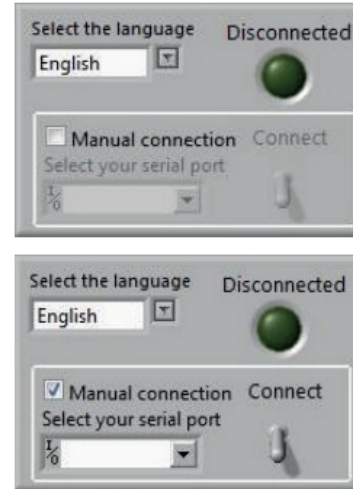 Select the language Disconnected
English
Manual connection Connect
Select your serial port
I/O
Select the language Disconnected
English
Manual connection Connect
Select your serial port
I/O